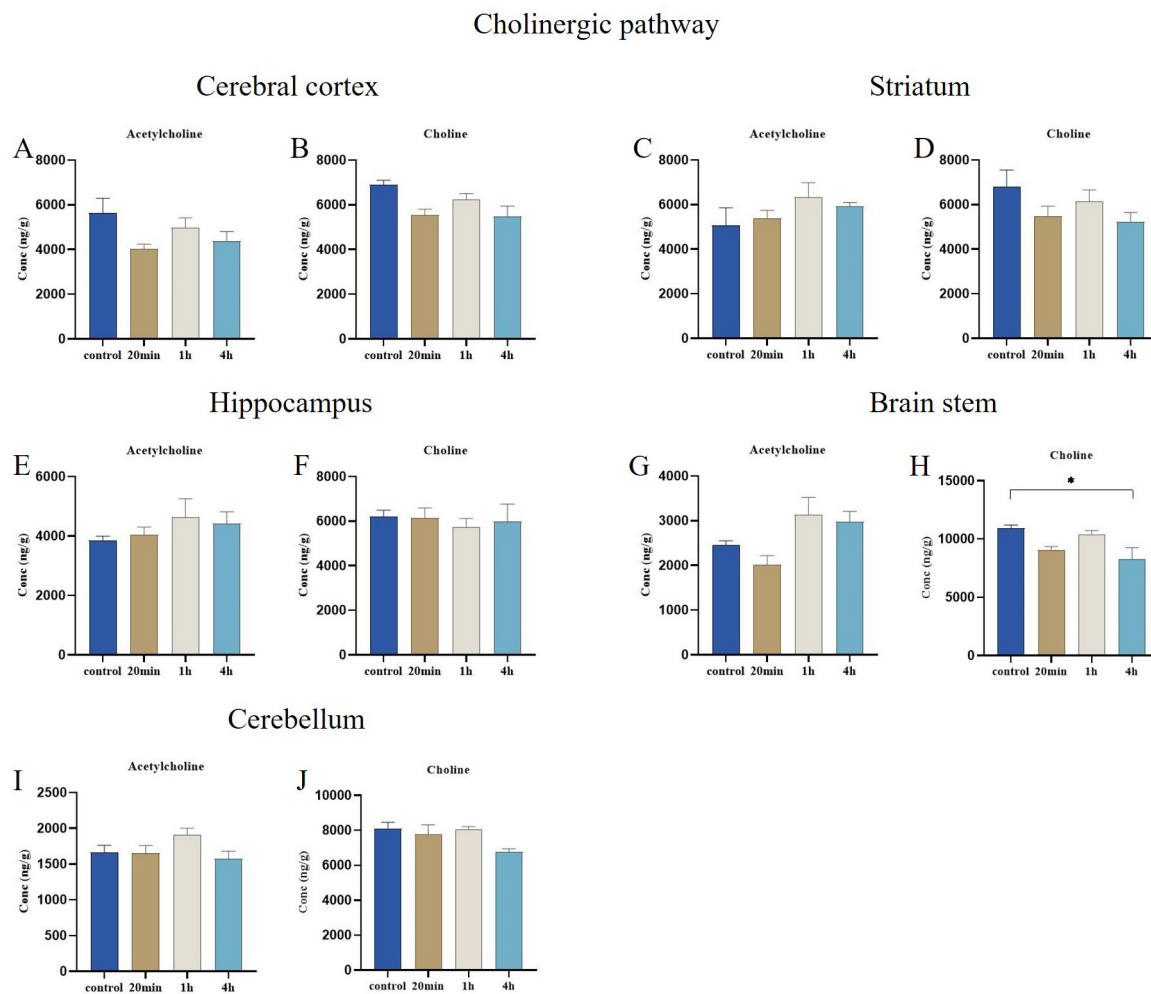 Cholinergic pathway
Cerebral cortex
Striatum
A
Acetylcholine
Conc (ng/g)
8000
6000
4000
2000
0
control 20min 1h 4h
B
Choline
Conc (ng/g)
8000
6000
4000
2000
0
control 20min 1h 4h
C
Acetylcholine
Conc (ng/g)
8000
6000
4000
2000
0
control 20min 1h 4h
D
Choline
Conc (ng/g)
8000
6000
4000
2000
0
control 20min 1h 4h
Hippocampus
Brain stem
E
Acetylcholine
Conc (ng/g)
6000
4000
2000
0
control 20min 1h 4h
F
Choline
Conc (ng/g)
8000
6000
4000
2000
0
control 20min 1h 4h
G
Acetylcholine
Conc (ng/g)
4000
3000
2000
1000
0
control 20min 1h 4h
H
Choline
Conc (ng/g)
15000
10000
5000
0
*
control 20min 1h 4h
Cerebellum
I
Acetylcholine
Conc (ng/g)
2500
2000
1500
1000
500
0
control 20min 1h 4h
J
Choline
Conc (ng/g)
10000
8000
6000
4000
2000
0
control 20min 1h 4h